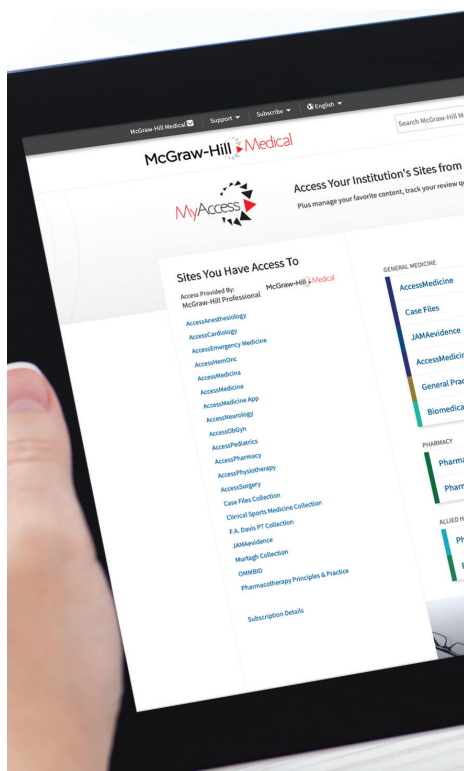 McGraw-Hill Medical Support Subscribe English
McGraw-Hill Medical
Search McGraw-Hill M
MyAccess
Access Your Institution's Sites from
Plus manage your favorite content, track your review q
Sites You Have Access To
Access Provided By:
McGraw-Hill Professional
McGraw-Hill Medical
AccessAnesthesiology
AccessCardiology
AccessEmergency Medicine
AccessHemOnc
AccessMedicina
AccessMedicine
AccessMedicine App
AccessNeurology
AccessObGyn
AccessPediatrics
AccessPharmacy
AccessPhysiotherapy
AccessSurgery
Case Files Collection
Clinical Sports Medicine Collection
F.A. Davis PT Collection
JAMAevidence
Murtagh Collection
OMMBID
Pharmacotherapy Principles & Practice
Subscription Details
GENERAL MEDICINE
AccessMedicine
Case Files
JAMAevidence
AccessMedicin
General Prac
Biomedica
PHARMACY
Pharma
Pharm
ALLIED H
Ph